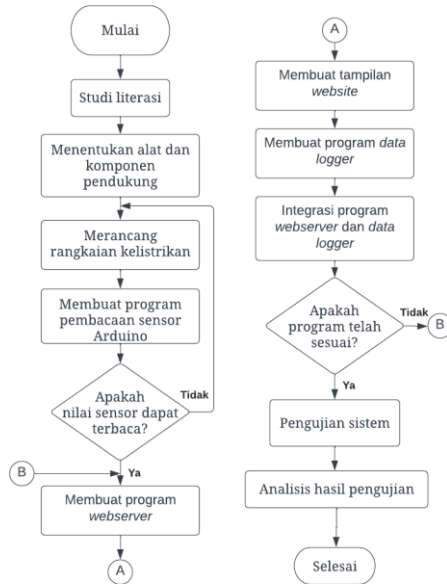 Mulai
Studi literasi
Menentukan alat dan
komponen
pendukung
Merancang
rangkaian kelistrikan
Membuat program
pembacaan sensor
Arduino
Apakah
nilai sensor dapat
terbaca?
Tidak
B
Ya
Membuat program
webserver
A
A
Membuat tampilan
website
Membuat program data
logger
Integrasi program
webserver dan data
logger
Apakah
program telah
sesuai?
Tidak
B
Ya
Pengujian sistem
Analisis hasil pengujian
Selesai